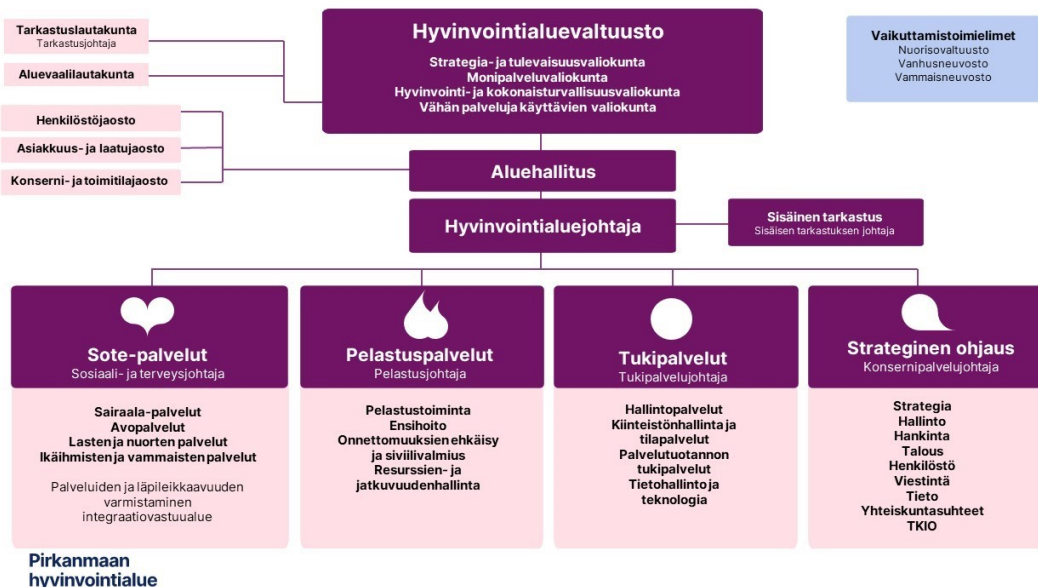 Tarkastuslautakunta
Tarkastusjohtaja
Aluevaalilautakunta
Henkilöstöjaosto
Asiakkuus- ja laatujaosto
Konserni- ja toimitilajaosto
Hyvinvointialuevaltuusto
Strategia- ja tulevaisuusvaliokunta
Monipalveluvaliokunta
Hyvinvointi- ja kokonaisturvallisuusvaliokunta
Vähän palveluja käyttävien valiokunta
Vaikuttamistoimielimet
Nuorisovaltuusto
Vanhusneuvosto
Vammaisneuvosto
Aluehallitus
Hyvinvointialuejohtaja
Sisäinen tarkastus
Sisäisen tarkastuksen johtaja
Sote-palvelut
Sosiaali- ja terveysjohtaja
Sairaala-palvelut
Avopalvelut
Lasten ja nuorten palvelut
Ikäihmisten ja vammaisten palvelut
Palveluiden ja läpileikkaavuuden
varmistaminen
integraatiovastuualue
Pelastuspalvelut
Pelastusjohtaja
Pelastustoiminta
Ensihoito
Onnettomuuksien ehkäisy
ja siviilivalmius
Resurssien- ja
jatkuvuudenhallinta
Tukipalvelut
Tukipalvelujohtaja
Hallintopalvelut
Kiinteistönhallinta ja
tilapalvelut
Palvelutuotannon
tukipalvelut
Tietohallinto ja
teknologia
Strateginen ohjaus
Konsernipalvelujohtaja
Strategia
Hallinto
Hankinta
Talous
Henkilöstö
Viestintä
Tieto
Yhteiskuntasuhteet
TKIO
Pirkanmaan
hyvinvointialue